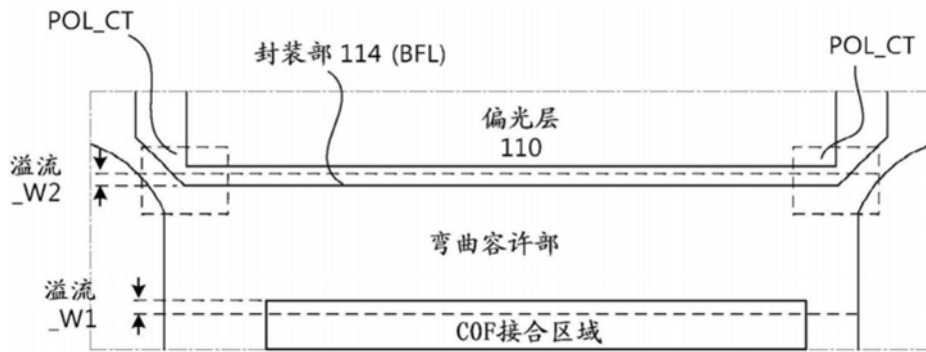 POL_CT
封装部 114 (BFL)
POL_CT
偏光层
110
溢流
_W2
弯曲容许部
溢流
_W1
COF接合区域